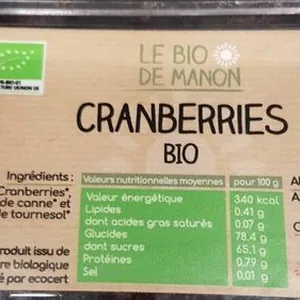 LE BIO
DE MANON
CRANBERRIES
BIO
Ingrédients :
Cranberries*,
de canne* et
de tournesol*
produit issu de
biologique
par ecocert
Valeurs nutritionnelles moyennes pour 100 g
Valeur énergétique 340 kcal
Lipides 0.41 g
dont acides gras saturés 0.07 g
Glucides 78.4 g
dont sucres 65.1 g
Protéines 0.79 g
Sel 0.01 g